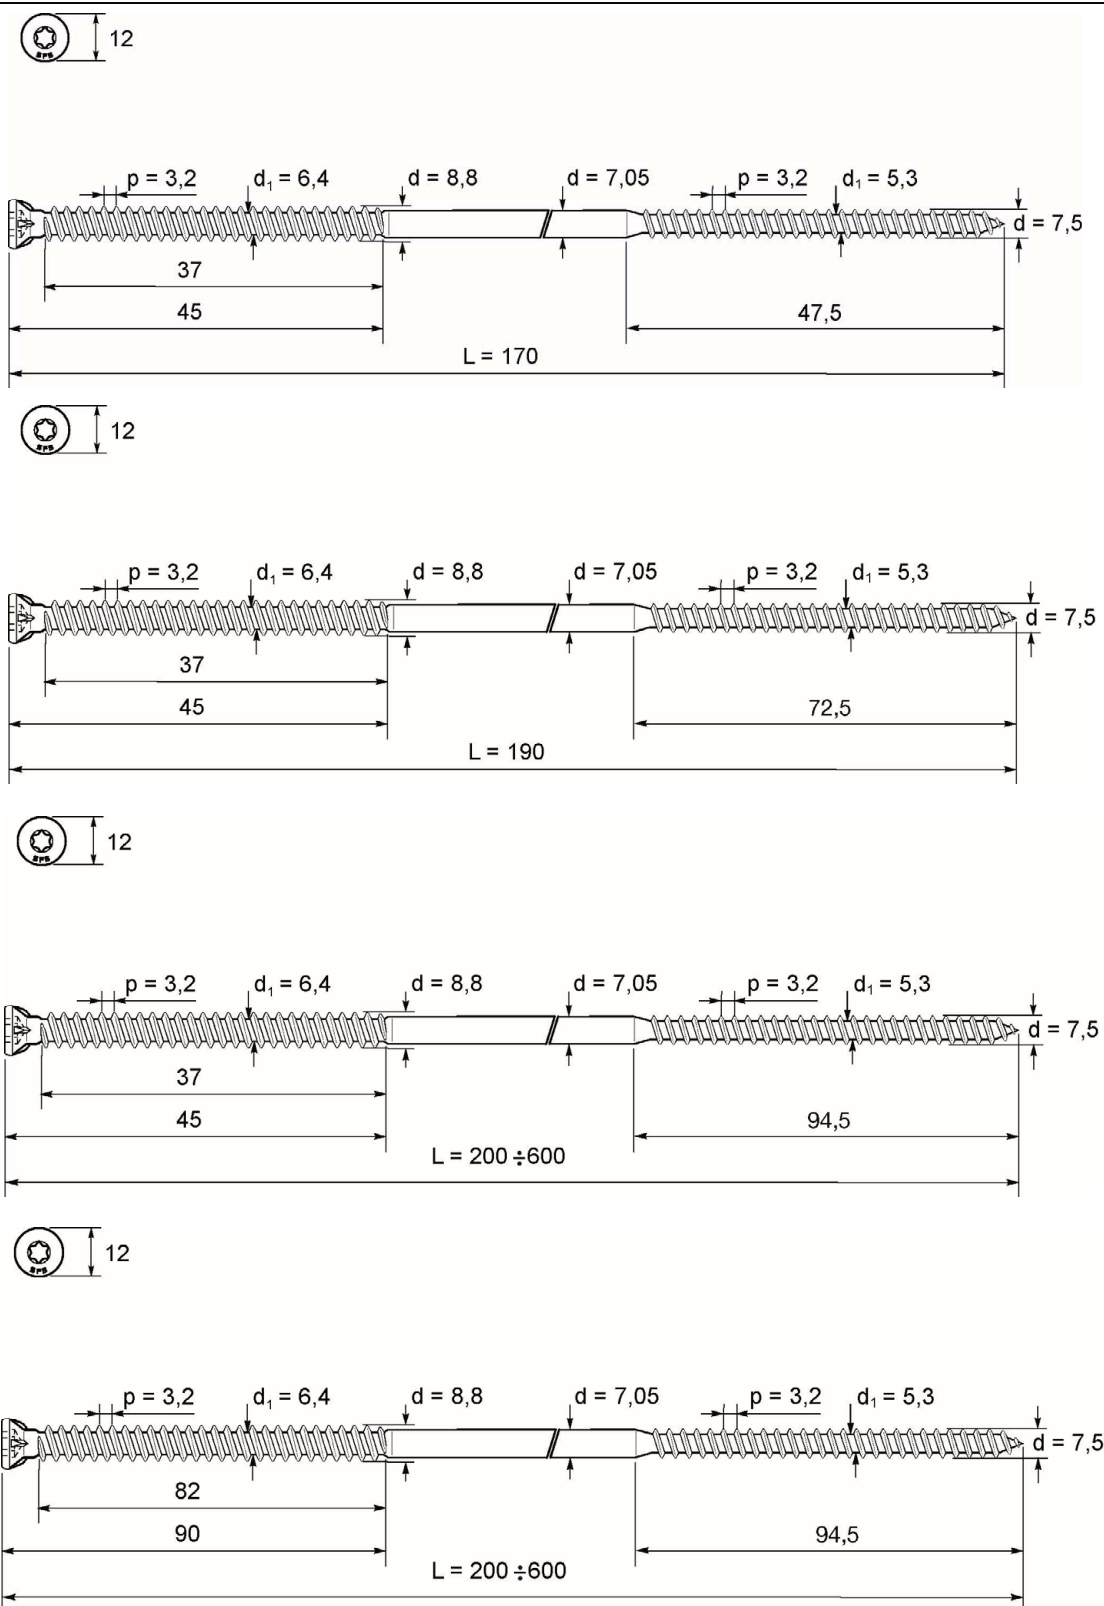 12
p = 3,2 d₁ = 6,4 d = 8,8 d = 7,05 p = 3,2 d₁ = 5,3
d = 7,5
37
45 47,5
L = 170
12
p = 3,2 d₁ = 6,4 d = 8,8 d = 7,05 p = 3,2 d₁ = 5,3
d = 7,5
37
45 72,5
L = 190
12
p = 3,2 d₁ = 6,4 d = 8,8 d = 7,05 p = 3,2 d₁ = 5,3
d = 7,5
37
45 94,5
L = 200 ÷600
12
p = 3,2 d₁ = 6,4 d = 8,8 d = 7,05 p = 3,2 d₁ = 5,3
d = 7,5
82
90 94,5
L = 200 ÷600